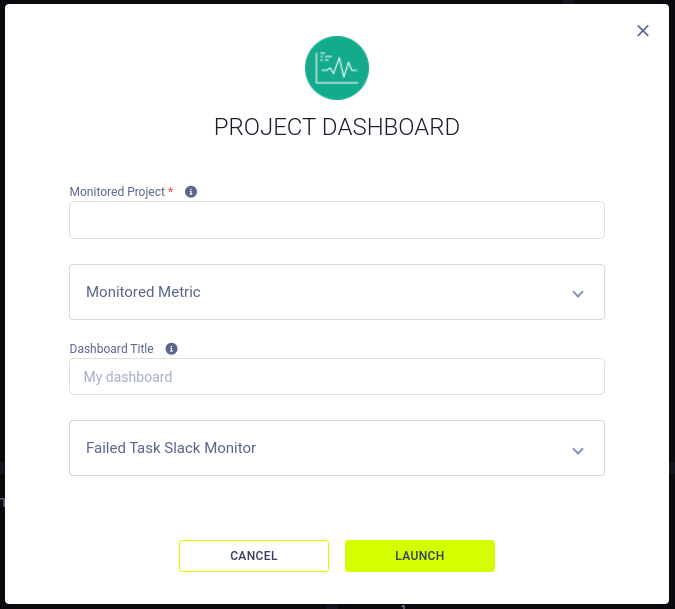 PROJECT DASHBOARD
Monitored Project *
Monitored Metric
Dashboard Title
My dashboard
Failed Task Slack Monitor
CANCEL
LAUNCH